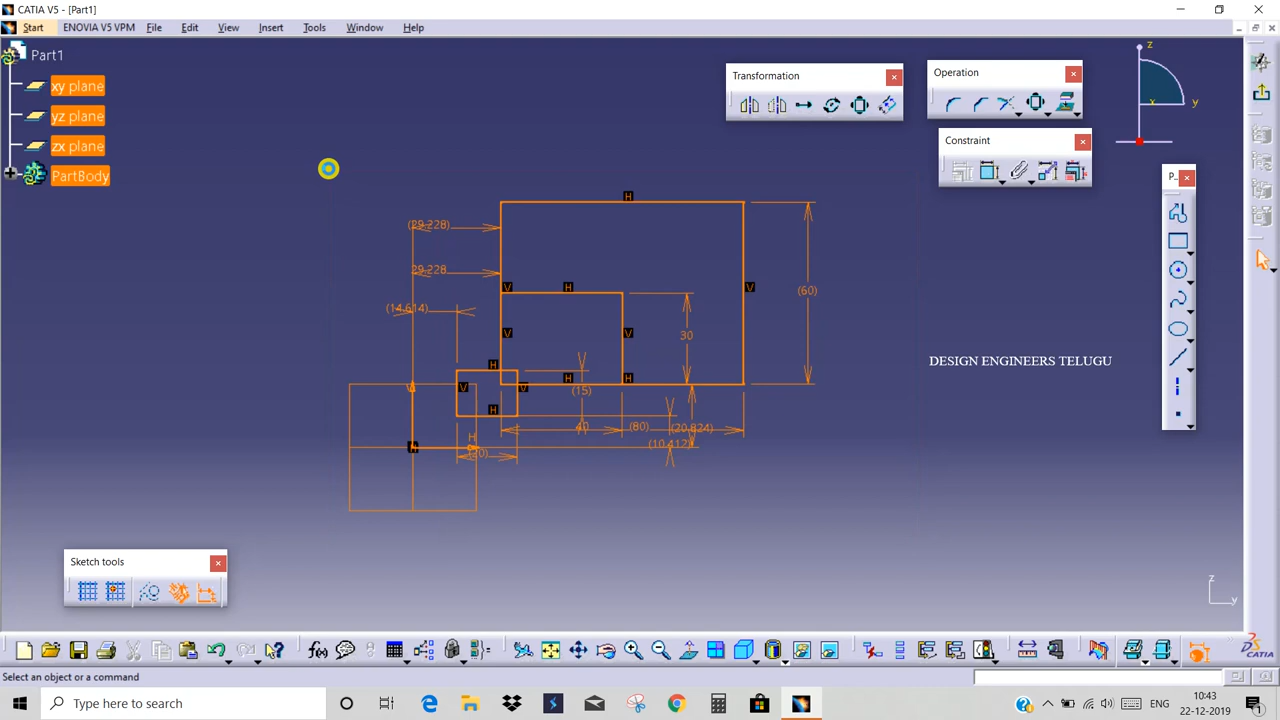 CATIA V5 - [Part1]
Start ENOVIA V5 VPM File Edit View Insert Tools Window Help
Part1
xy plane
yz plane
zx plane
PartBody
Transformation
Operation
Constraint
P...
z
x
y
H
(29.228)
29.228
V H
V
(60)
(14.614)
V V
30
H
H H
V V
(15)
H
40 (80) (20.824)
(10.412)
H
V
(20)
DESIGN ENGINEERS TELUGU
Sketch tools
z
y
CATIA
Select an object or a command
Type here to search
ENG
10:43
22-12-2019